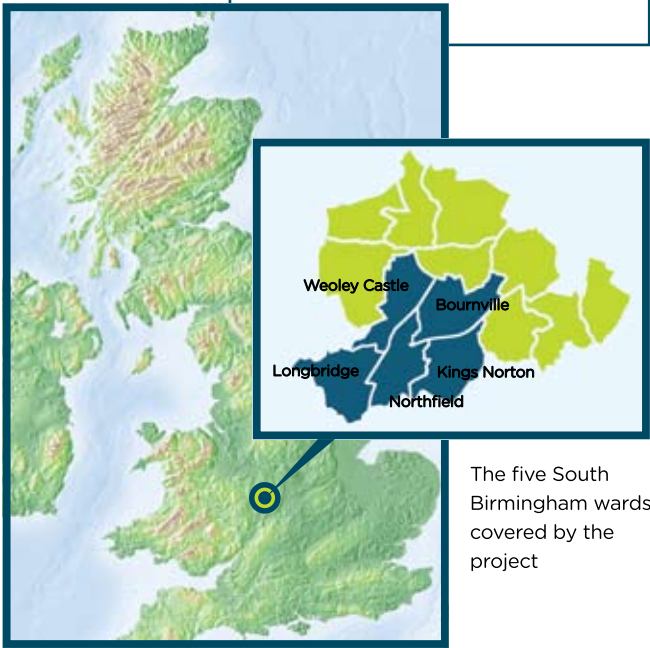 Weoley Castle
Bournville
Longbridge
Kings Norton
Northfield
The five South
Birmingham wards
covered by the
project